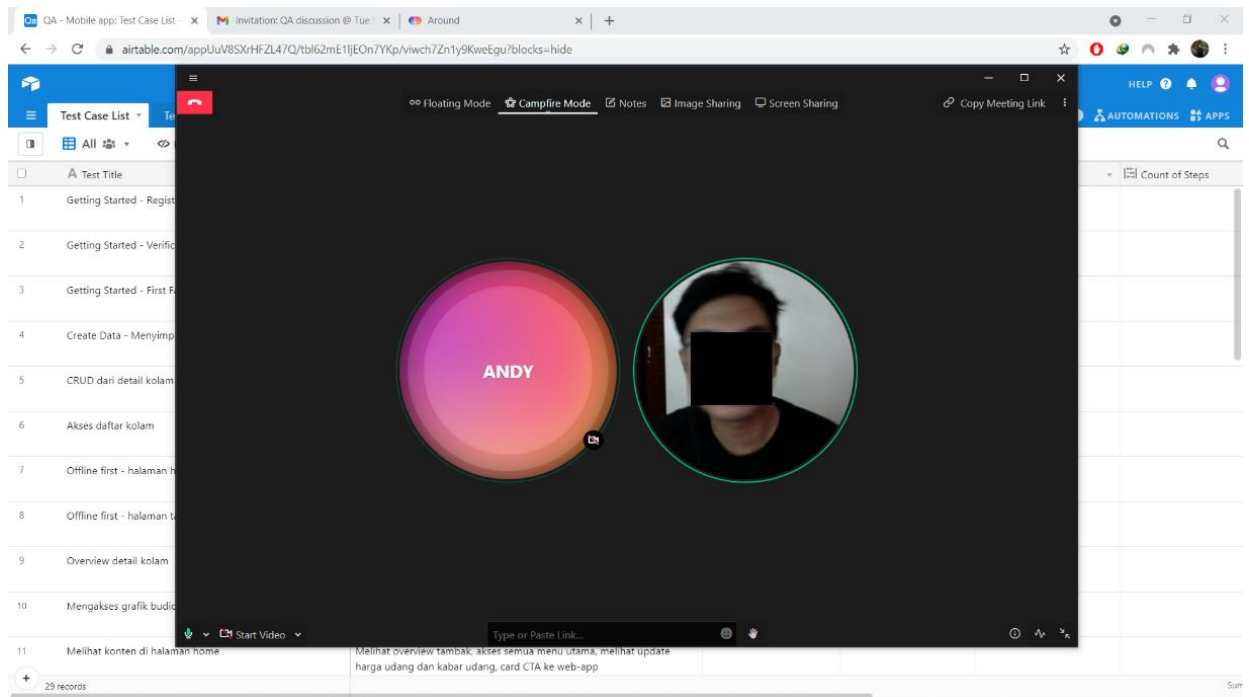 QA - Mobile app: Test Case List -
Invitation: QA discussion @ Tue
Around
airtable.com/appUuV8SXrHFZL47Q/tbl62mE1ljEOn7YKp/viwch7Zn1y9KweEgu?blocks=hide
HELP
Floating Mode Campfire Mode Notes Image Sharing Screen Sharing Copy Meeting Link
Test Case List Te AUTOMATIONS APPS
All
Test Title Count of Steps
1 Getting Started - Regist
2 Getting Started - Verific
3 Getting Started - First F
4 Create Data - Menyimp
5 CRUD dari detail kolam
ANDY
6 Akses daftar kolam
7 Offline first - halaman h
8 Offline first - halaman t
9 Overview detail kolam
10 Mengakses grafik budid
Start Video Type or Paste Link...
11 Melihat konten di halaman home Melihat overview tambak, akses semua menu utama, melihat update
harga udang dan kabar udang, card CTA ke web-app
29 records Sum